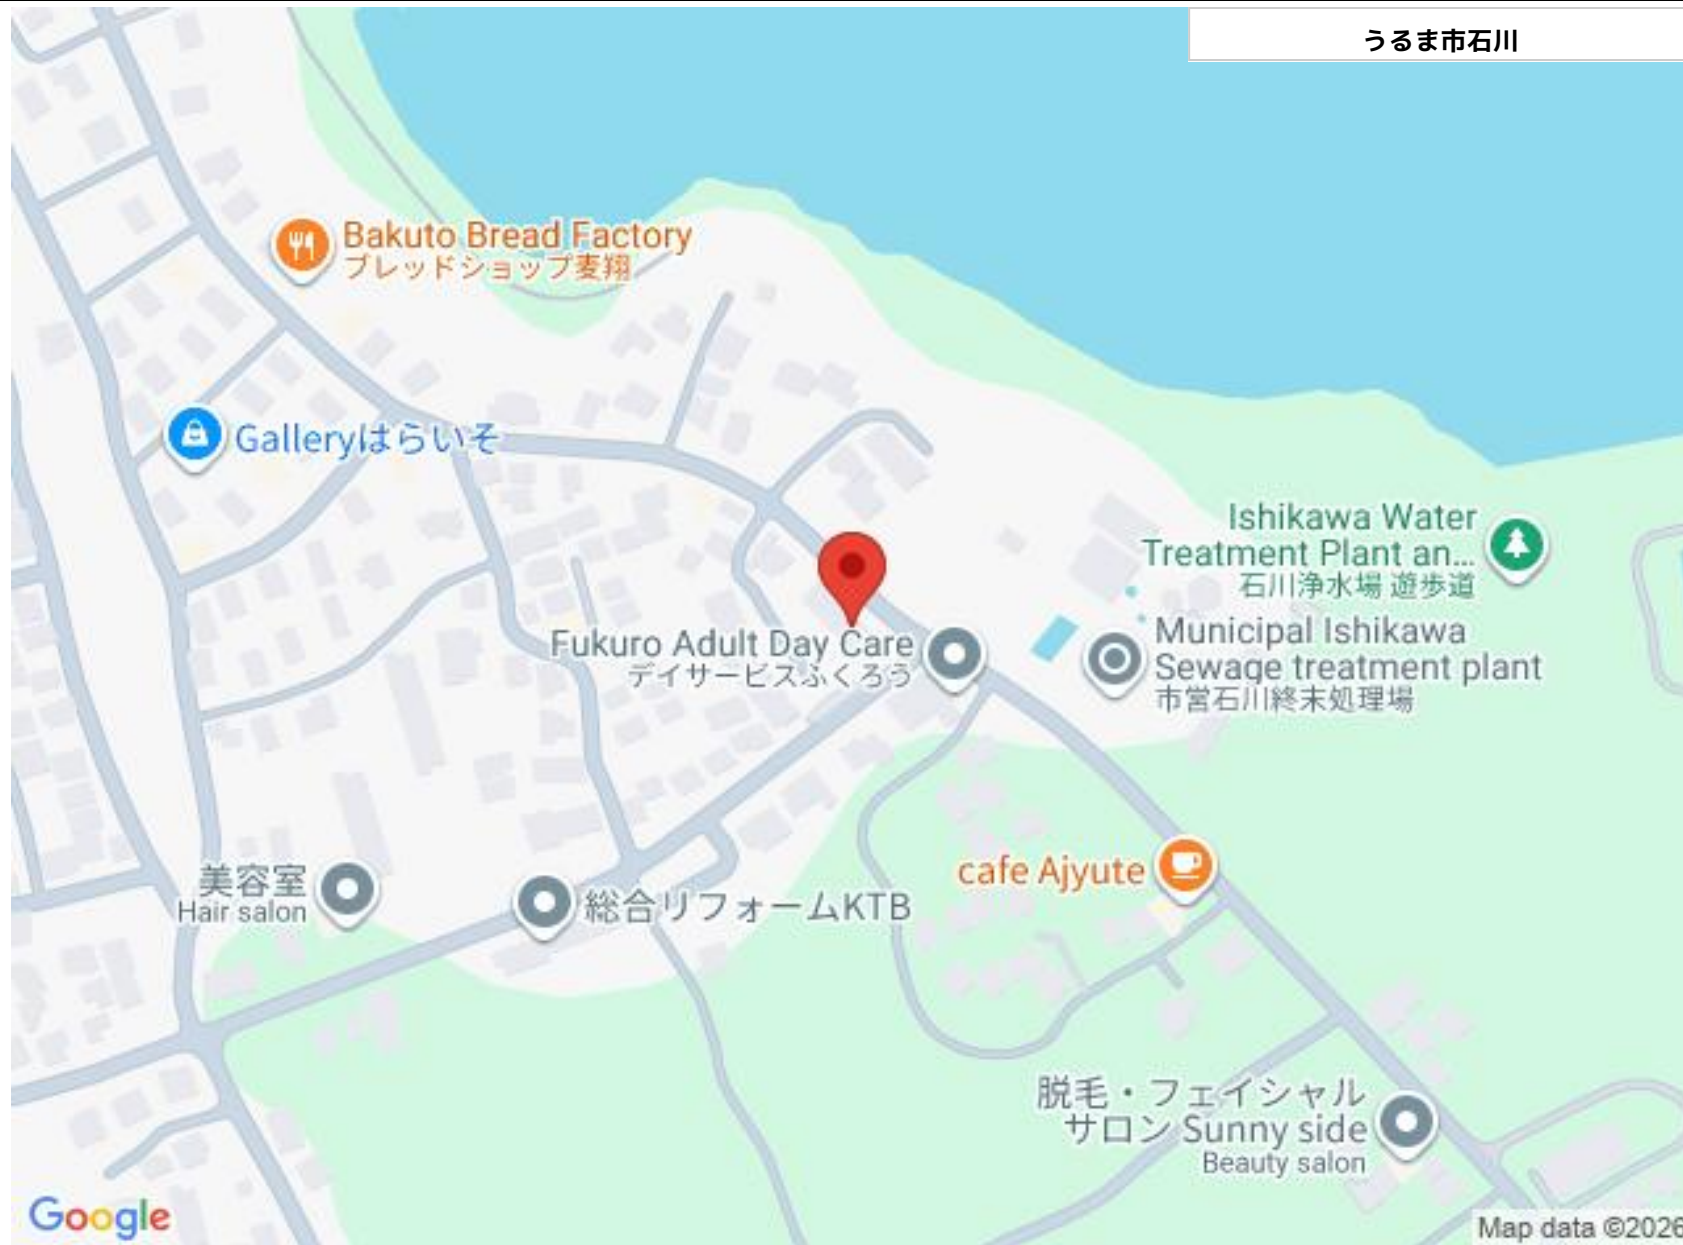 うるま市石川
Bakuto Bread Factory
ブレッドショップ麦翔
Galleryはらいそ
Ishikawa Water
Treatment Plant an...
石川浄水場 遊歩道
Fukuro Adult Day Care
デイサービスふくろう
Municipal Ishikawa
Sewage treatment plant
市営石川終末処理場
美容室
Hair salon
総合リフォームKTB
cafe Ajyute
脱毛・フェイシャル
サロン Sunny side
Beauty salon
Google
Map data ©2026